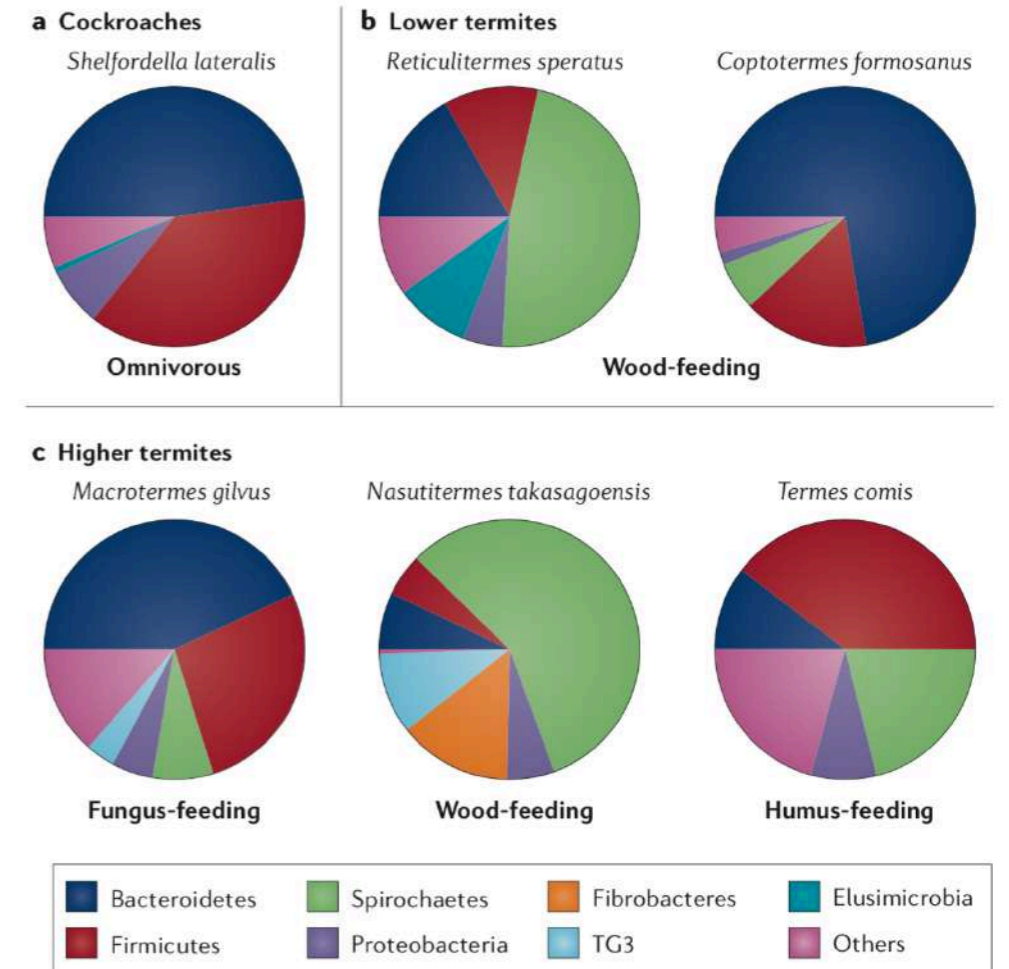 a Cockroaches
Shelfordella lateralis
Omnivorous
b Lower termites
Reticulitermes speratus
Coptotermes formosanus
Wood-feeding
c Higher termites
Macrotermes gilvus
Nasutitermes takasagoensis
Termes comis
Fungus-feeding
Wood-feeding
Humus-feeding
Bacteroidetes
Spirochaetes
Fibrobacteres
Elusimicrobia
Firmicutes
Proteobacteria
TG3
Others